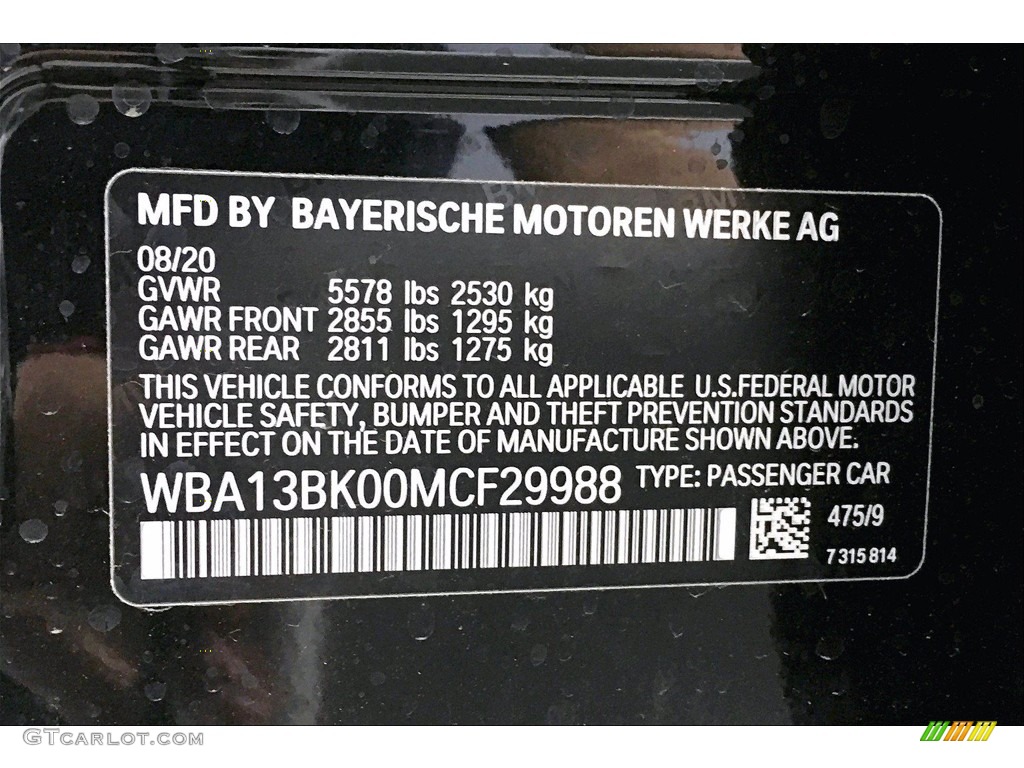 MFD BY BAYERISCHE MOTOREN WERKE AG
08/20
GVWR 5578 lbs 2530 kg
GAWR FRONT 2855 lbs 1295 kg
GAWR REAR 2811 lbs 1275 kg
THIS VEHICLE CONFORMS TO ALL APPLICABLE U.S.FEDERAL MOTOR
VEHICLE SAFETY, BUMPER AND THEFT PREVENTION STANDARDS
IN EFFECT ON THE DATE OF MANUFACTURE SHOWN ABOVE.
WBA13BK00MCF29988 TYPE: PASSENGER CAR
475/9
7 315 814
GTCARLOT.COM